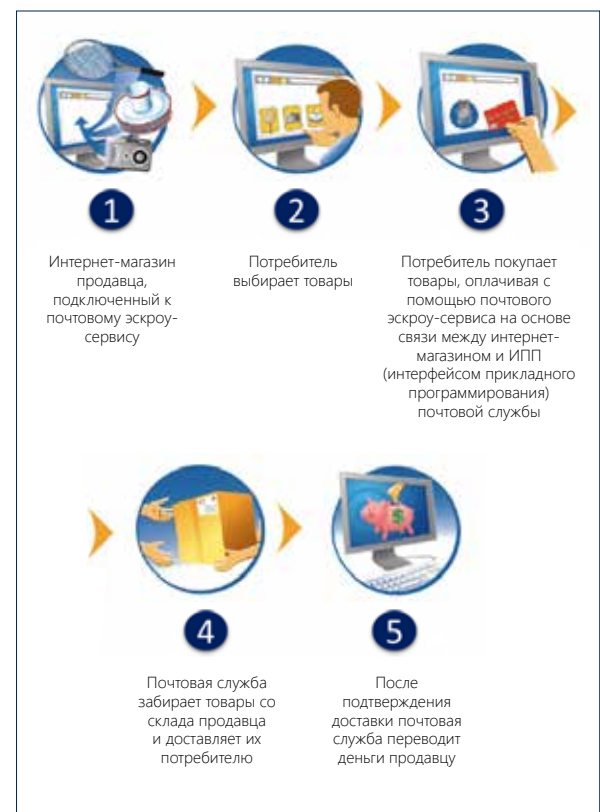 1
Интернет-магазин
продавца,
подключенный к
почтовому эскроу-
сервису
2
Потребитель
выбирает товары
3
Потребитель покупает
товары, оплачивая с
помощью почтового
эскроу-сервиса на основе
связи между интернет-
магазином и ИПП
(интерфейсом прикладного
программирования)
почтовой службы
4
Почтовая служба
забирает товары со
склада продавца
и доставляет их
потребителю
5
После
подтверждения
доставки почтовая
служба переводит
деньги продавцу